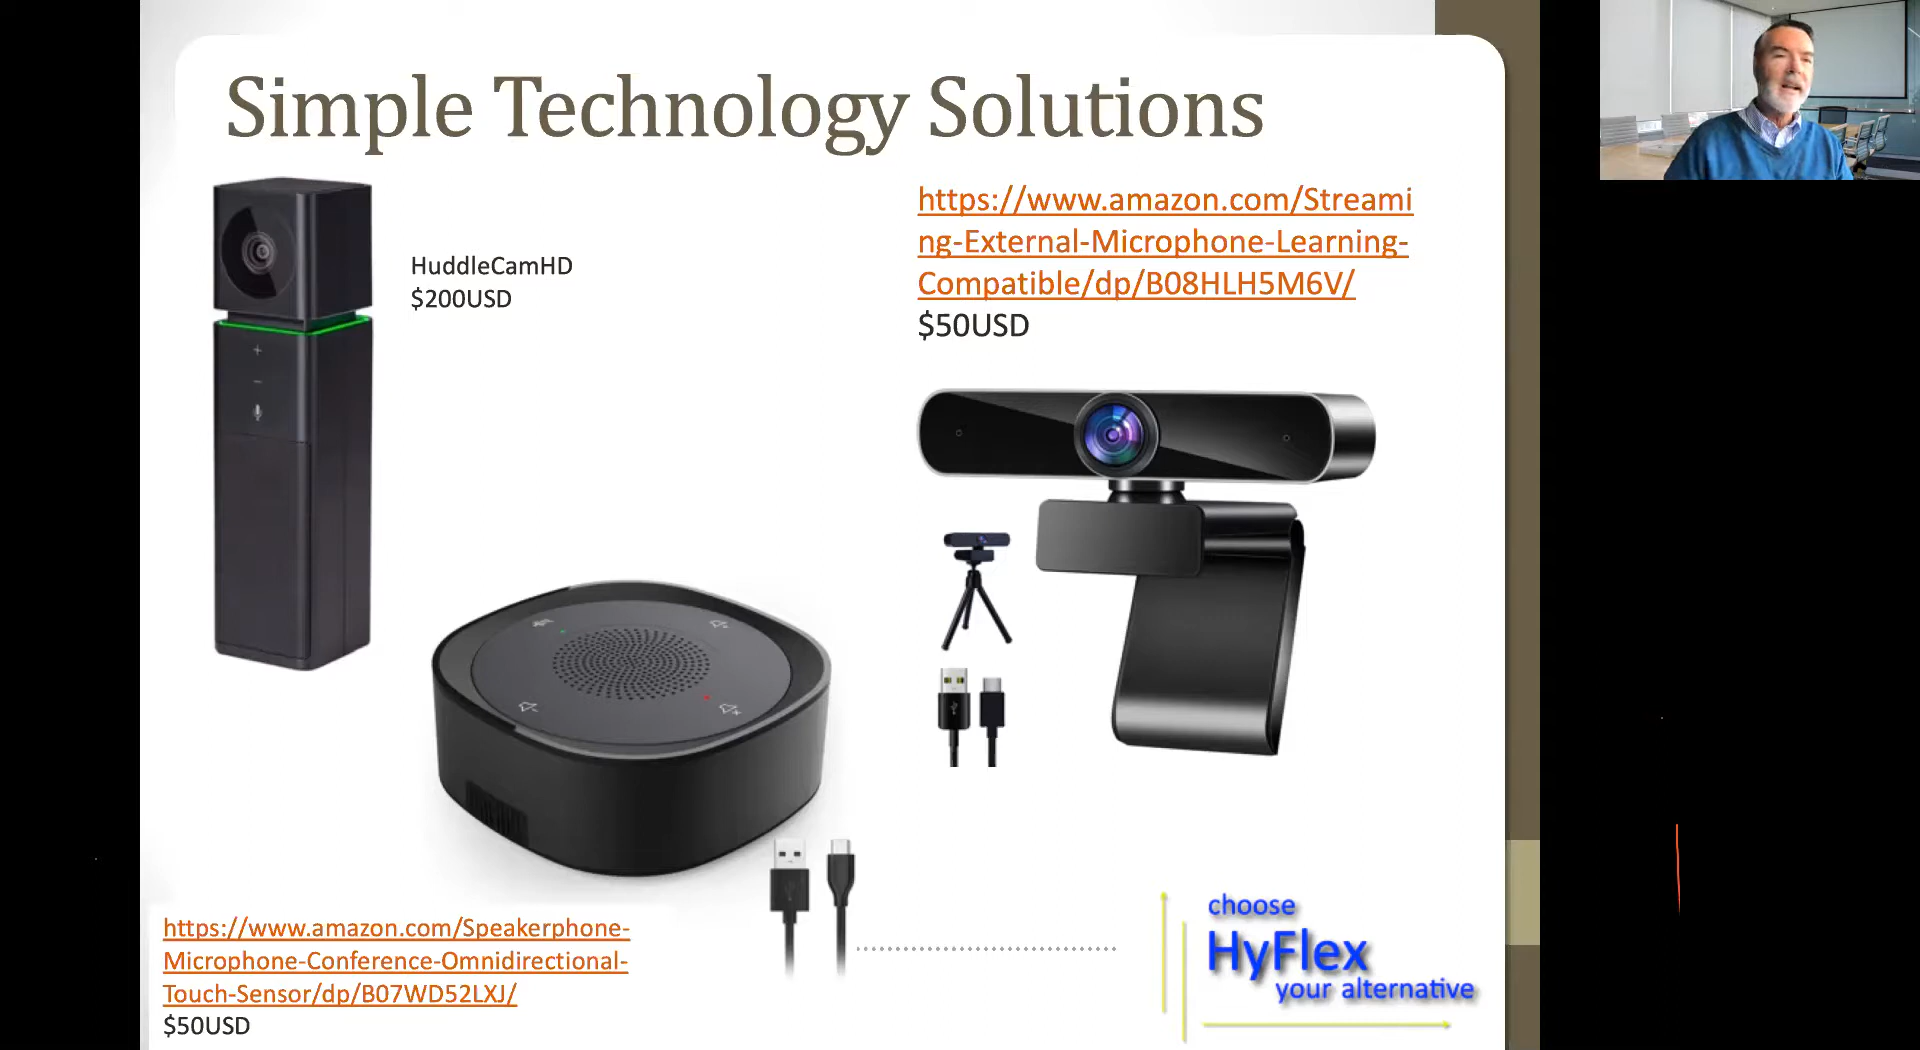 Simple Technology Solutions
HuddleCamHD
$200USD
https://www.amazon.com/Streami
ng-External-Microphone-Learning-
Compatible/dp/B08HLH5M6V/
$50USD
https://www.amazon.com/Speakerphone-
Microphone-Conference-Omnidirectional-
Touch-Sensor/dp/B07WD52LXJ/
$50USD
choose
HyFlex
your alternative